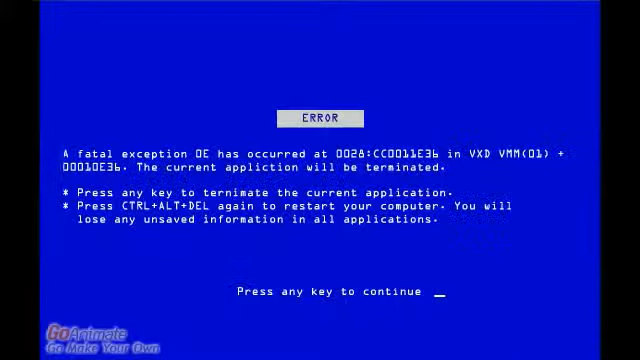 ERROR
A fatal exception 0E has occurred at 0028:CC0011E36 in VXD VMM(01) +
00010E36. The current appliction will be terminated.
* Press any key to ternimate the current application.
* Press CTRL+ALT+DEL again to restart your computer. You will
lose any unsaved information in all applications.
Press any key to continue _
GoAnimate
Go Make Your Own